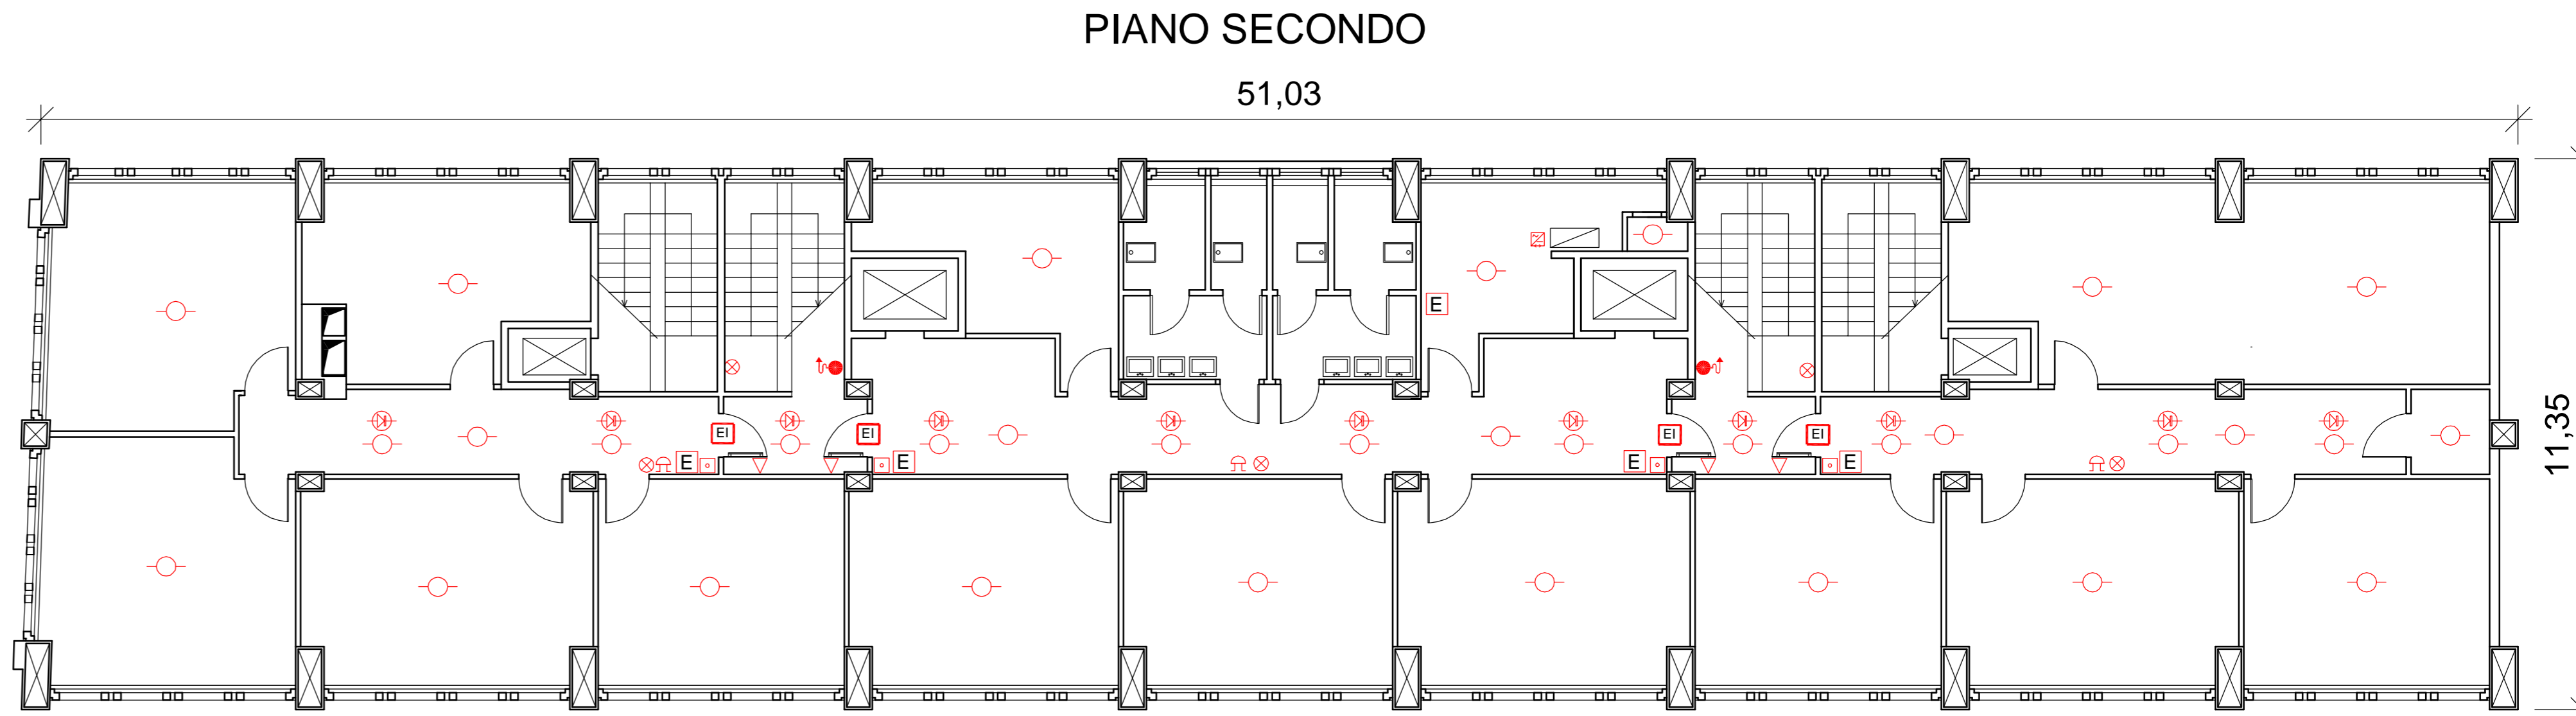 PIANO SECONDO
51,03
E
EI EI EI EI
E E E E
11,35